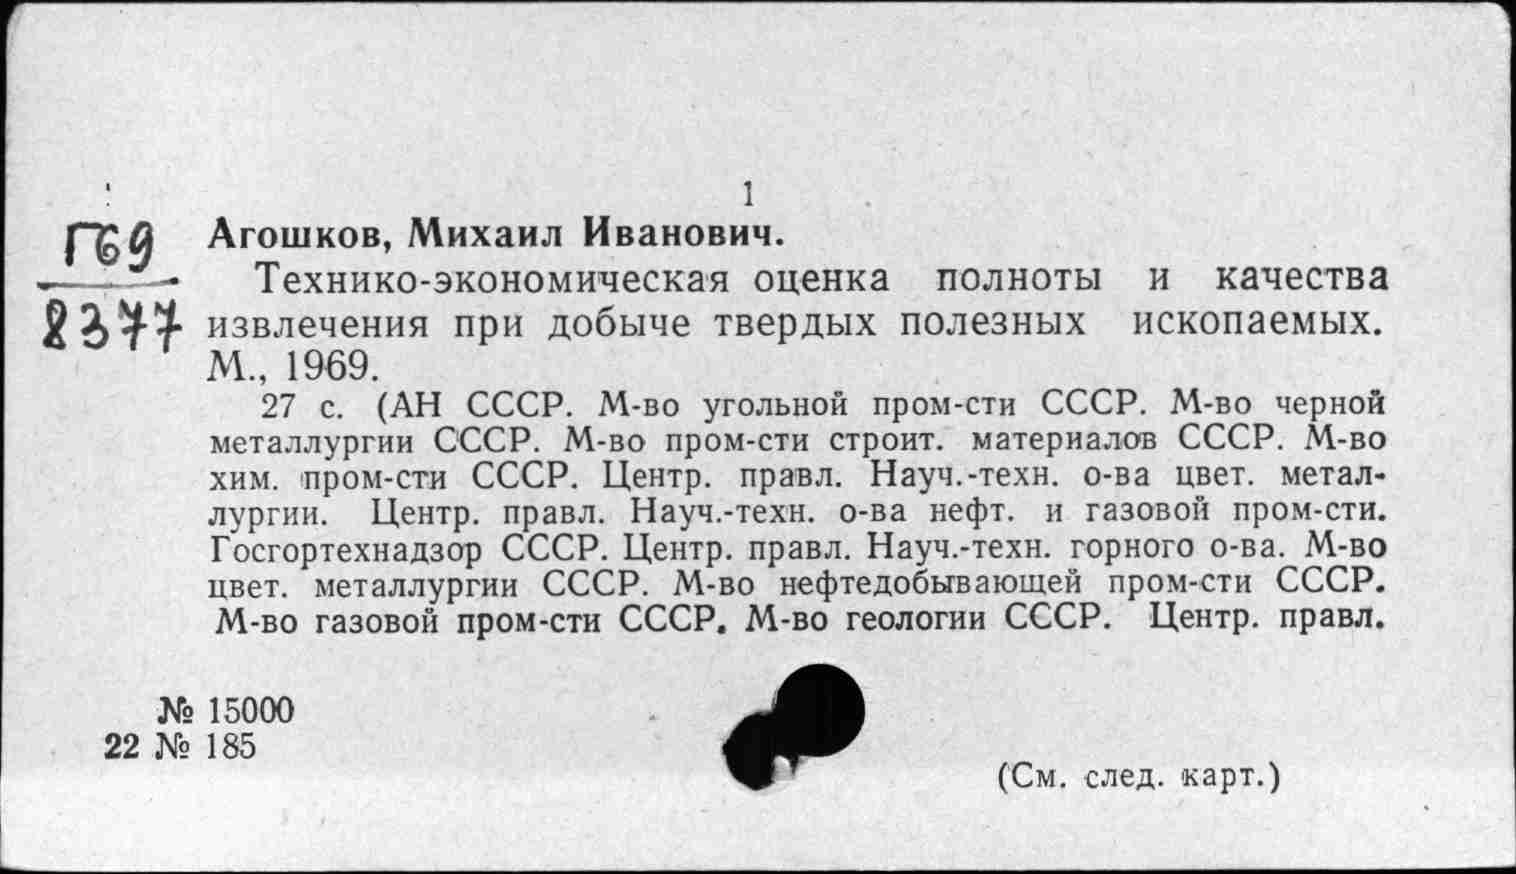 1
Г69
2377
Агошков, Михаил Иванович.
Технико-экономическая оценка полноты и качества
извлечения при добыче твердых полезных ископаемых.
М., 1969.
27 с. (АН СССР. М-во угольной пром-сти СССР. М-во черной
металлургии СССР. М-во пром-сти строит. материалов СССР. М-во
хим. пром-сти СССР. Центр. правл. Науч.-техн. о-ва цвет. метал-
лургии. Центр. правл. Науч.-техн. о-ва нефт. и газовой пром-сти.
Госгортехнадзор СССР. Центр. правл. Науч.-техн. горного о-ва. М-во
цвет. металлургии СССР. М-во нефтедобывающей пром-сти СССР.
М-во газовой пром-сти СССР. М-во геологии СССР. Центр. правл.
№ 15000
22 № 185
(См. след. карт.)